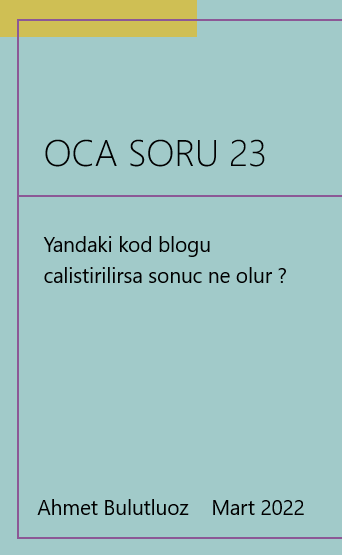 OCA SORU 23
Yandaki kod blogu
calistirilirsa sonuc ne olur ?
Ahmet Bulutluoz Mart 2022